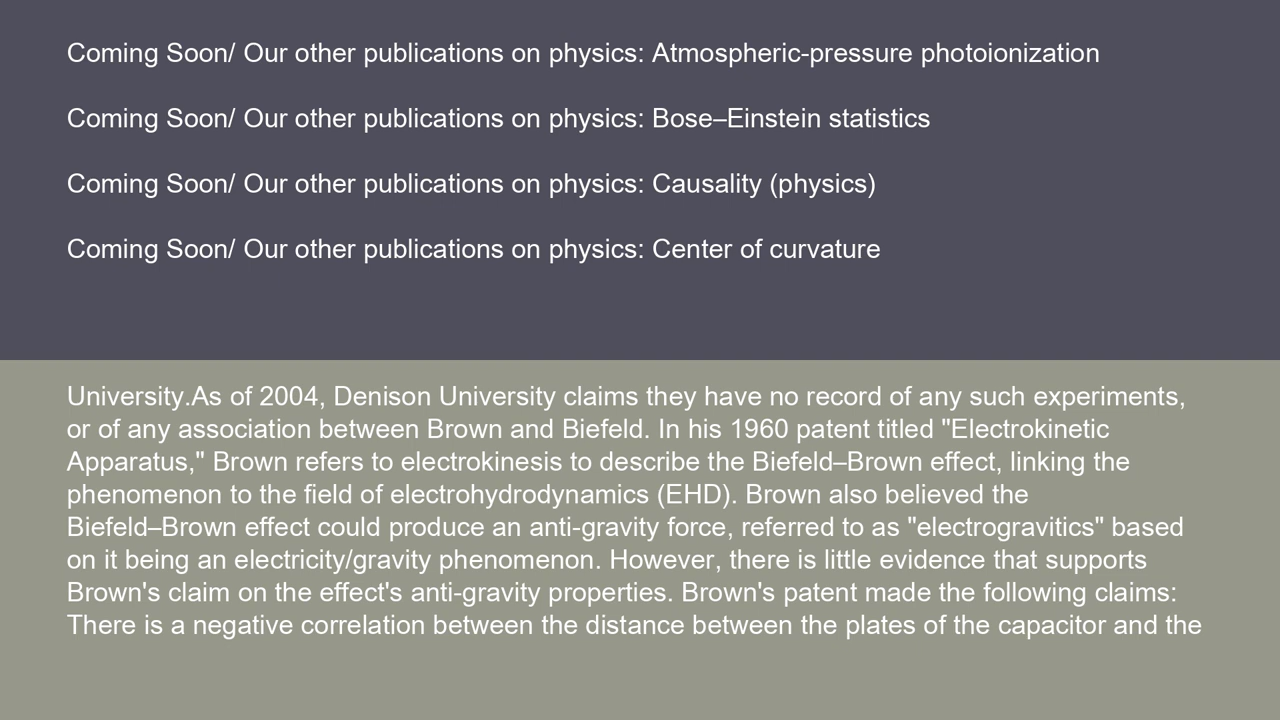 Coming Soon/ Our other publications on physics: Atmospheric-pressure photoionization
Coming Soon/ Our other publications on physics: Bose–Einstein statistics
Coming Soon/ Our other publications on physics: Causality (physics)
Coming Soon/ Our other publications on physics: Center of curvature
University.As of 2004, Denison University claims they have no record of any such experiments,
or of any association between Brown and Biefeld. In his 1960 patent titled "Electrokinetic
Apparatus," Brown refers to electrokinesis to describe the Biefeld–Brown effect, linking the
phenomenon to the field of electrohydrodynamics (EHD). Brown also believed the
Biefeld–Brown effect could produce an anti-gravity force, referred to as "electrogravitics" based
on it being an electricity/gravity phenomenon. However, there is little evidence that supports
Brown's claim on the effect's anti-gravity properties. Brown's patent made the following claims:
There is a negative correlation between the distance between the plates of the capacitor and the